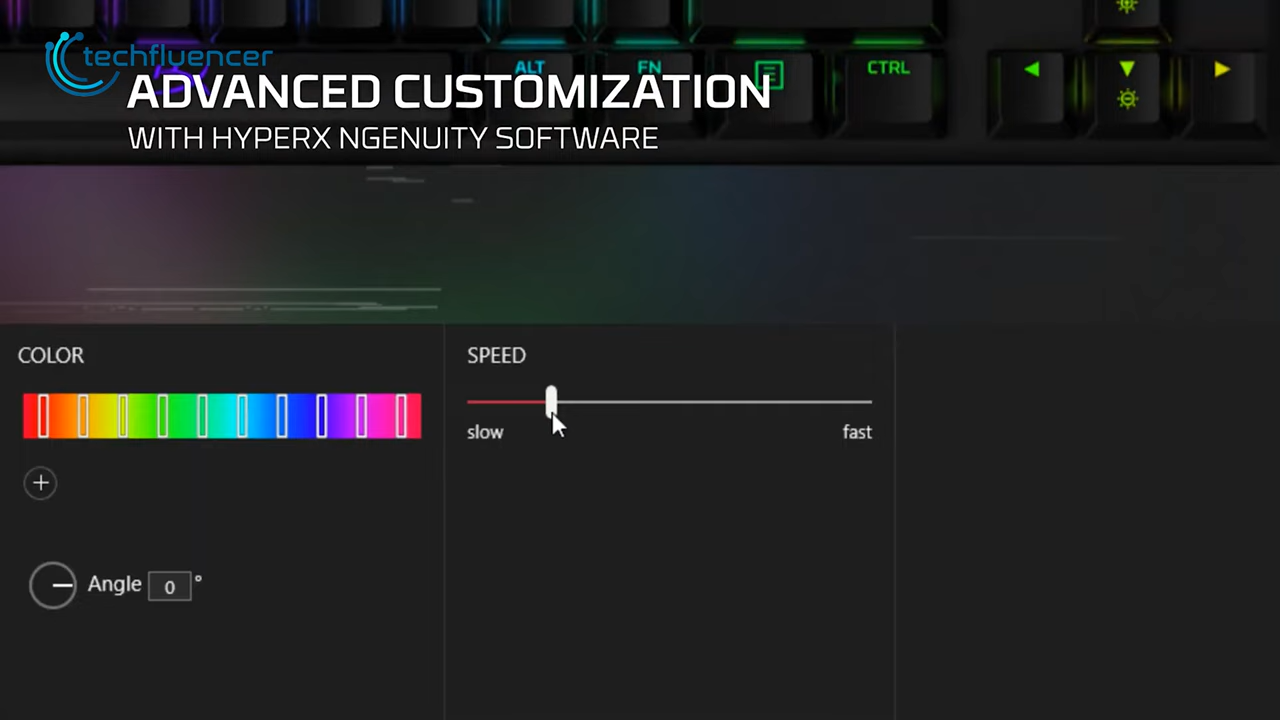 techfluencer
ALT FN CTRL
ADVANCED CUSTOMIZATION
WITH HYPERX NGENUITY SOFTWARE
COLOR
SPEED
slow fast
Angle 0 °